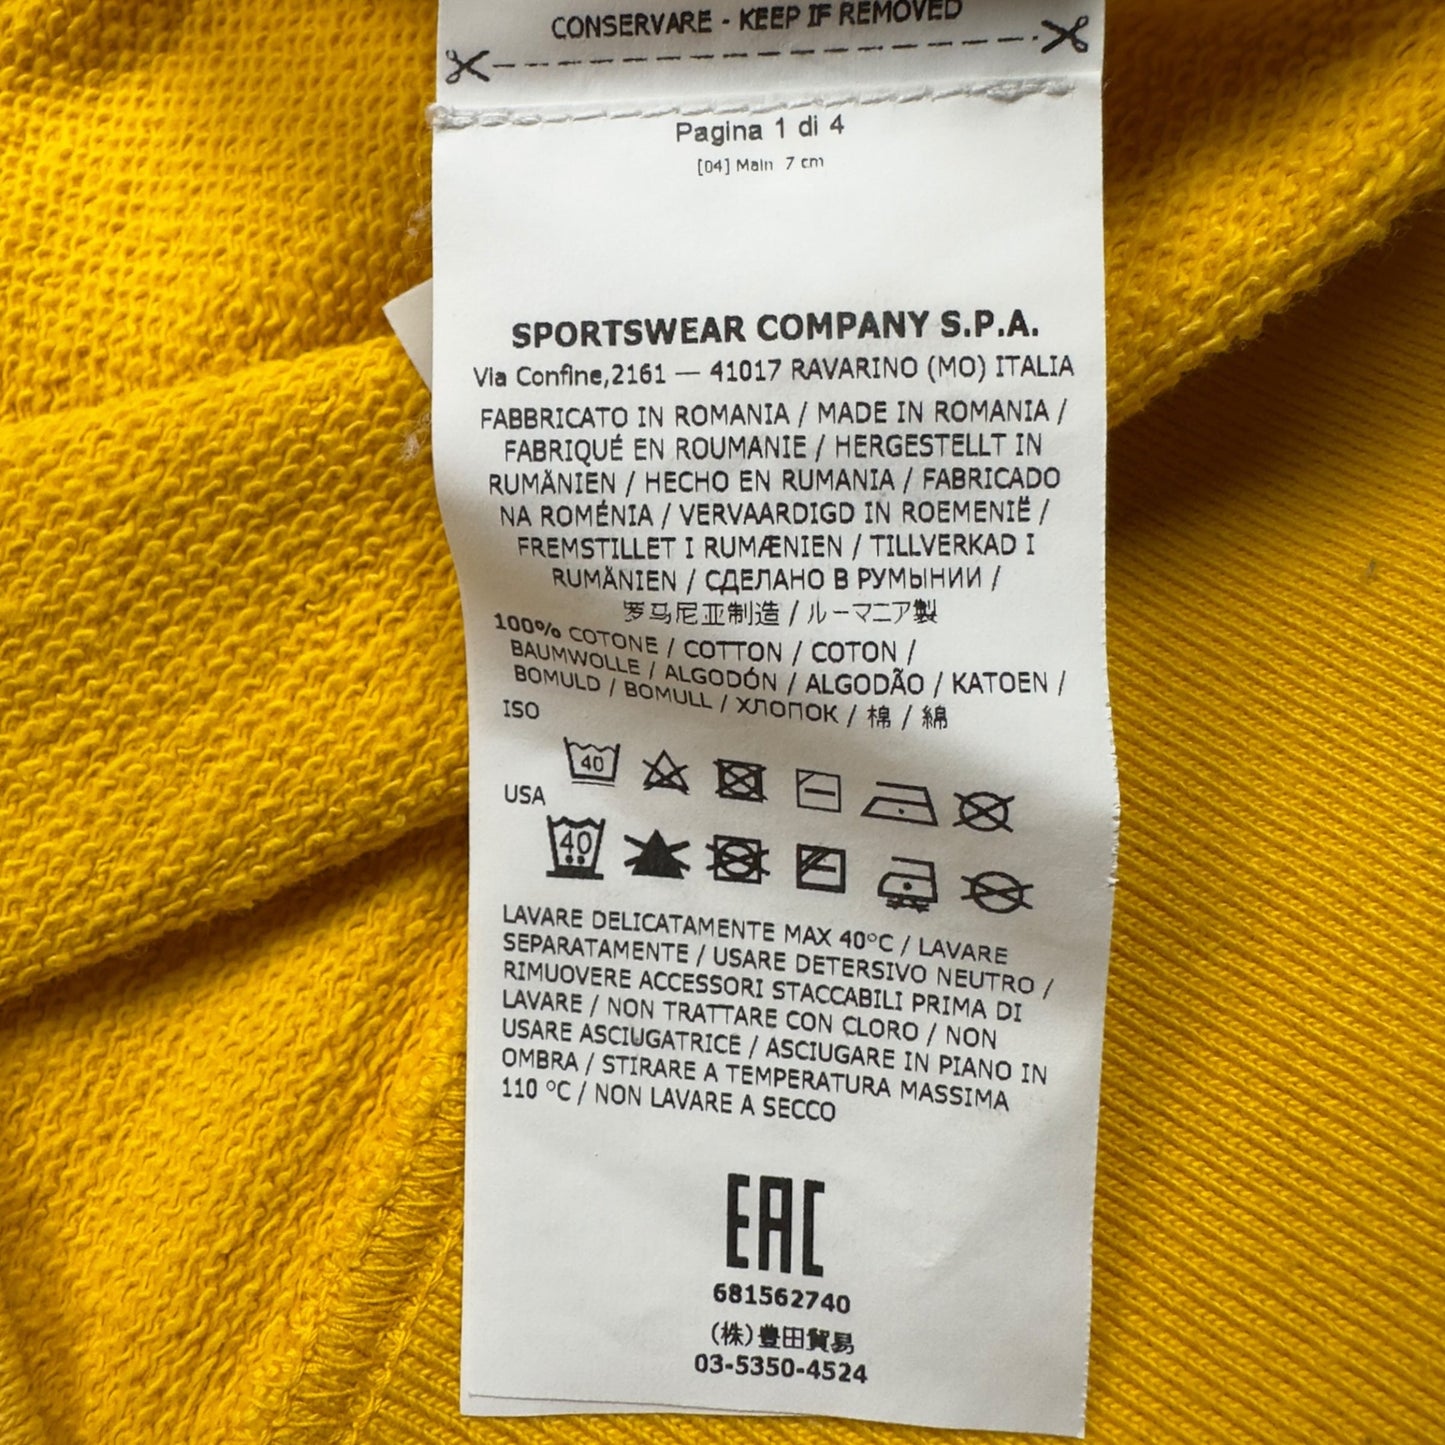 CONSERVARE - KEEP IF REMOVED
Pagina 1 di 4
[04] Main 7 cm
SPORTSWEAR COMPANY S.P.A.
Via Confine,2161 — 41017 RAVARINO (MO) ITALIA
FABBRICATO IN ROMANIA / MADE IN ROMANIA /
FABRIQUÉ EN ROUMANIE / HERGESTELLT IN
RUMÄNIEN / HECHO EN RUMANIA / FABRICADO
NA ROMÉNIA / VERVAARDIGD IN ROEMENIË /
FREMSTILLET I RUMÆNIEN / TILLVERKAD I
RUMÄNIEN / СДЕЛАНО В РУМЫНИИ /
罗马尼亚制造 / ルーマニア製
100% COTONE / COTTON / COTON /
BAUMWOLLE / ALGODÓN / ALGODÃO / KATOEN /
BOMULD / BOMULL / ХЛОПОК / 棉 / 綿
ISO
40
USA
40
LAVARE DELICATAMENTE MAX 40°C / LAVARE
SEPARATAMENTE / USARE DETERSIVO NEUTRO /
RIMUOVERE ACCESSORI STACCABILI PRIMA DI
LAVARE / NON TRATTARE CON CLORO / NON
USARE ASCIUGATRICE / ASCIUGARE IN PIANO IN
OMBRA / STIRARE A TEMPERATURA MASSIMA
110 °C / NON LAVARE A SECCO
EAC
681562740
(株)豊田貿易
03-5350-4524